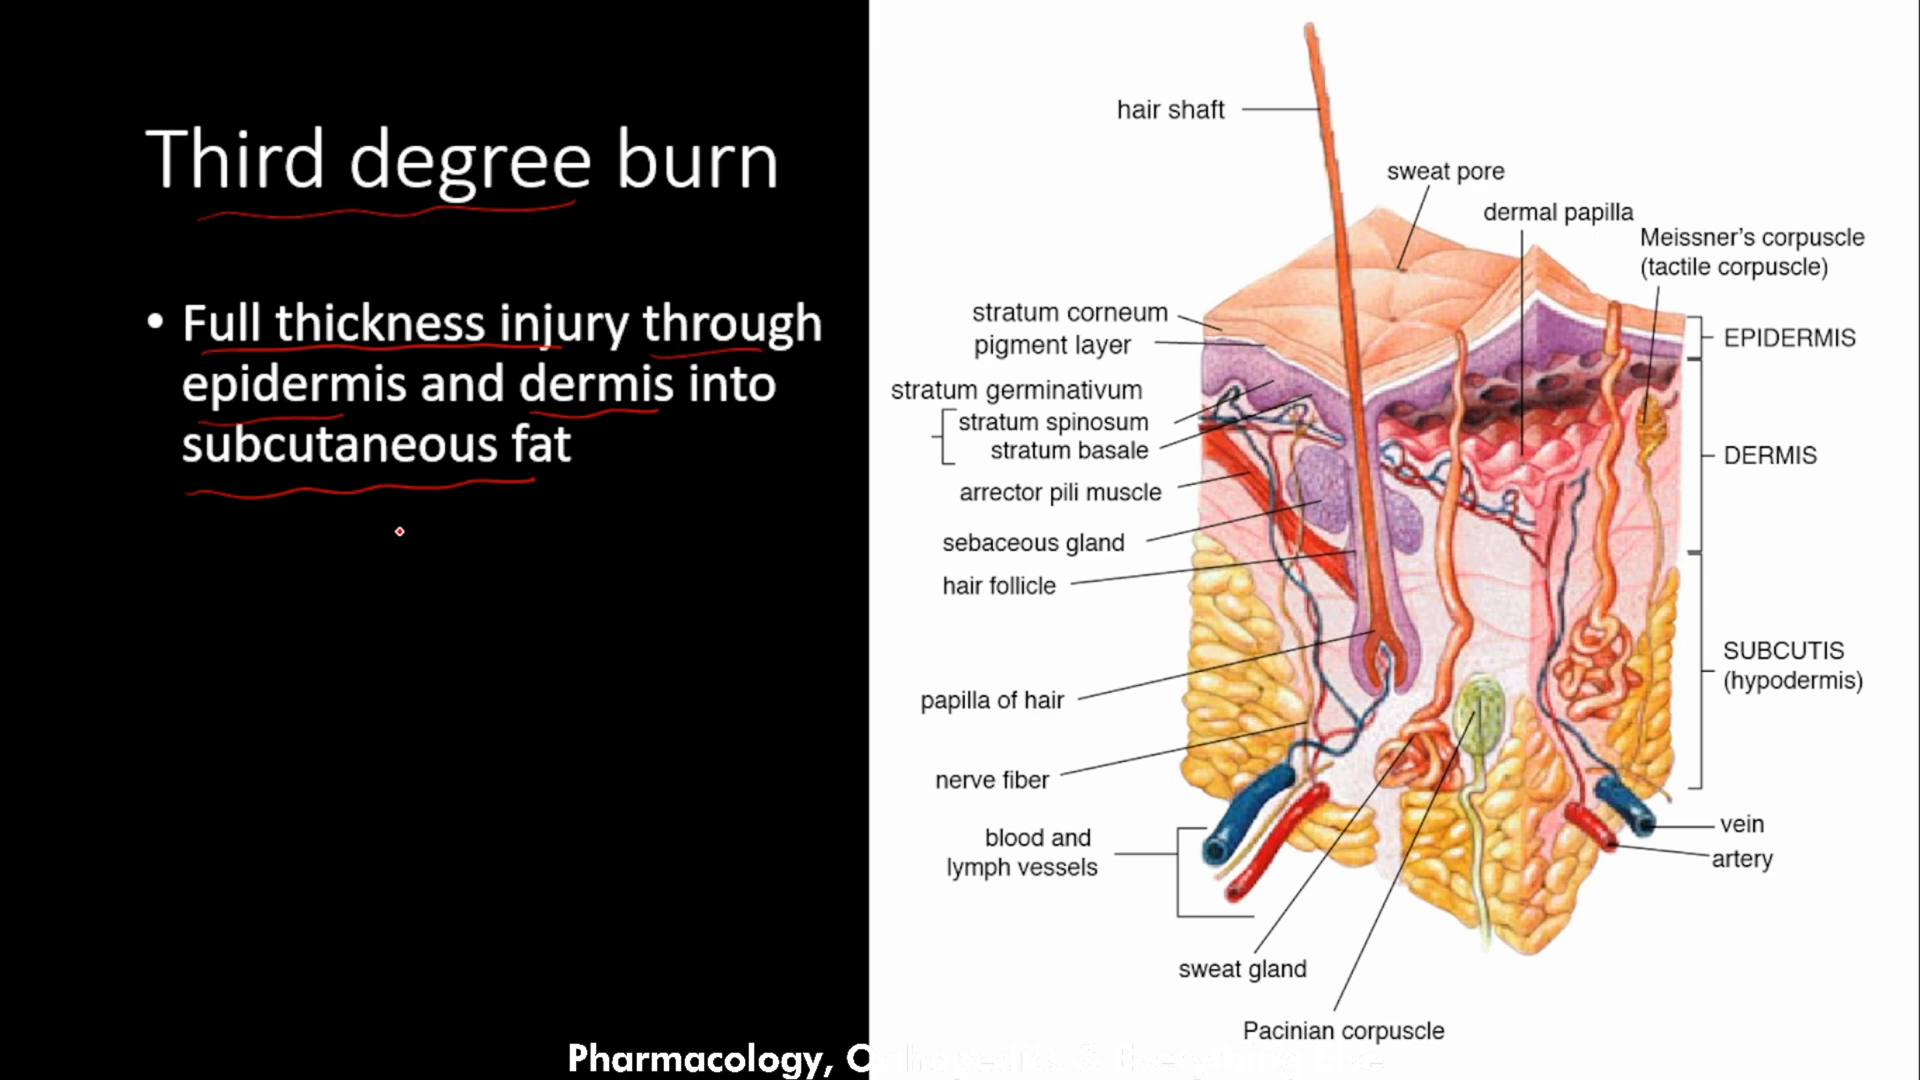 Third degree burn
• Full thickness injury through
epidermis and dermis into
subcutaneous fat
hair shaft
sweat pore
dermal papilla
Meissner’s corpuscle
(tactile corpuscle)
stratum corneum
pigment layer
stratum germinativum
stratum spinosum
stratum basale
arrector pili muscle
sebaceous gland
hair follicle
papilla of hair
nerve fiber
blood and
lymph vessels
sweat gland
Pacinian corpuscle
EPIDERMIS
DERMIS
SUBCUTIS
(hypodermis)
vein
artery
Pharmacology, Orthopedics & Everything Else